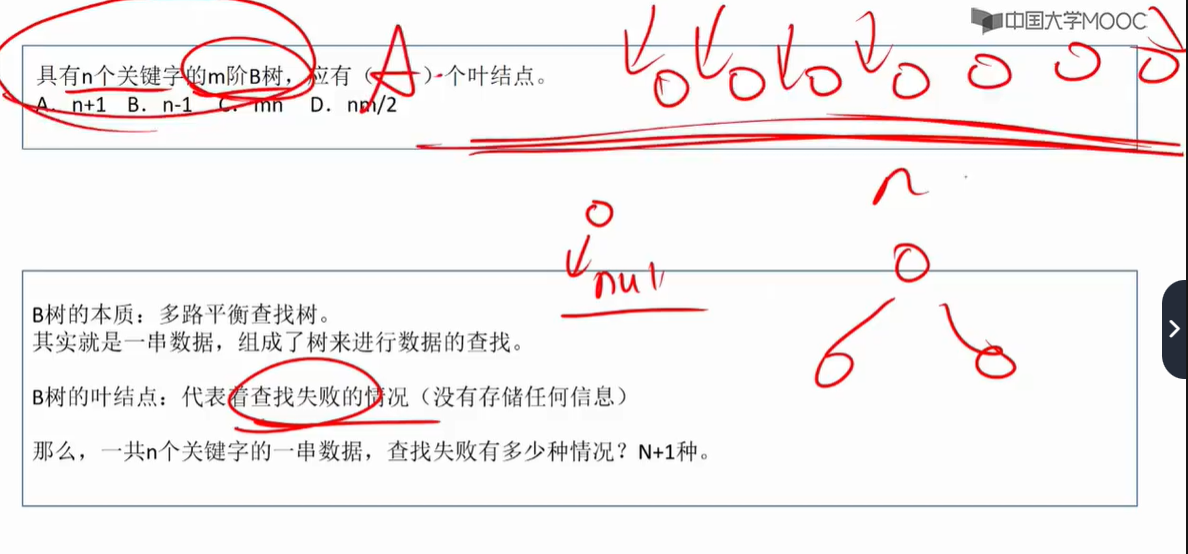 中国大学MOOC
具有n个关键字的m阶B树，应有（A）个叶结点。
A. n+1 B. n-1 C. mn D. nm/2
n
null
B树的本质：多路平衡查找树。
其实就是一串数据，组成了树来进行数据的查找。
B树的叶结点：代表着查找失败的情况（没有存储任何信息）
那么，一共n个关键字的一串数据，查找失败有多少种情况？N+1种。